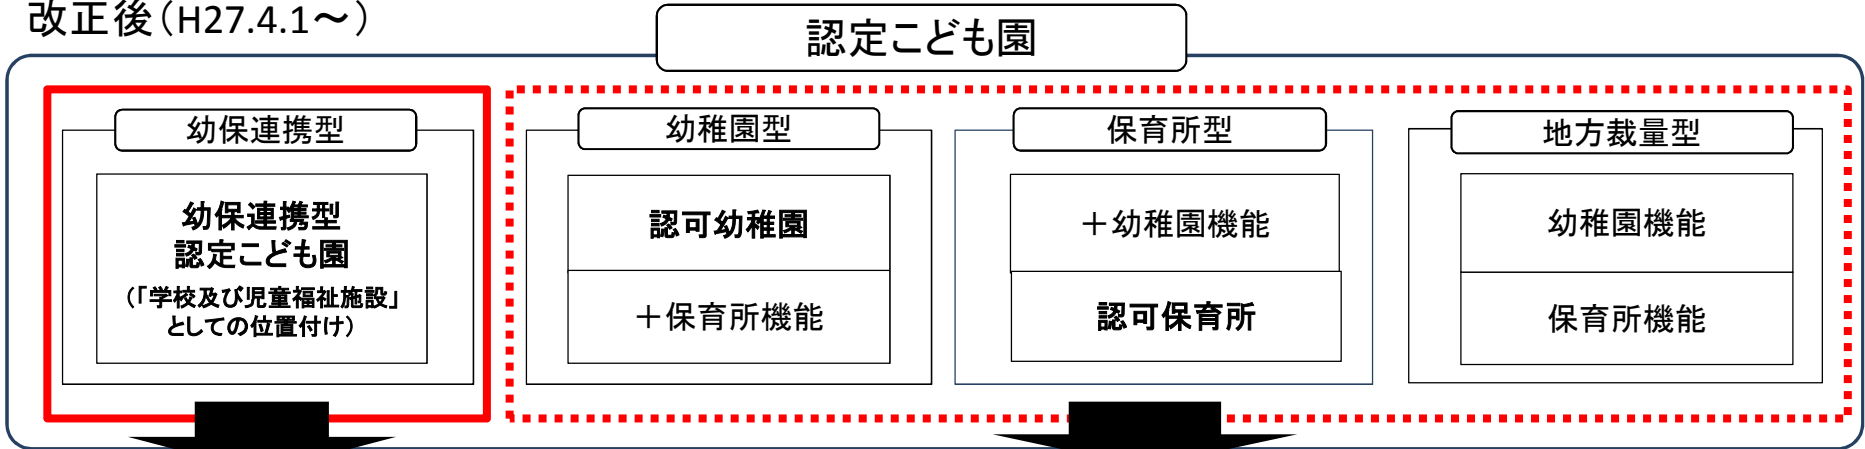 改正後(H27.4.1～)
認定こども園
幼保連携型
幼保連携型
認定こども園
(「学校及び児童福祉施設」
としての位置付け)
幼稚園型
認可幼稚園
＋保育所機能
保育所型
＋幼稚園機能
認可保育所
地方裁量型
幼稚園機能
保育所機能